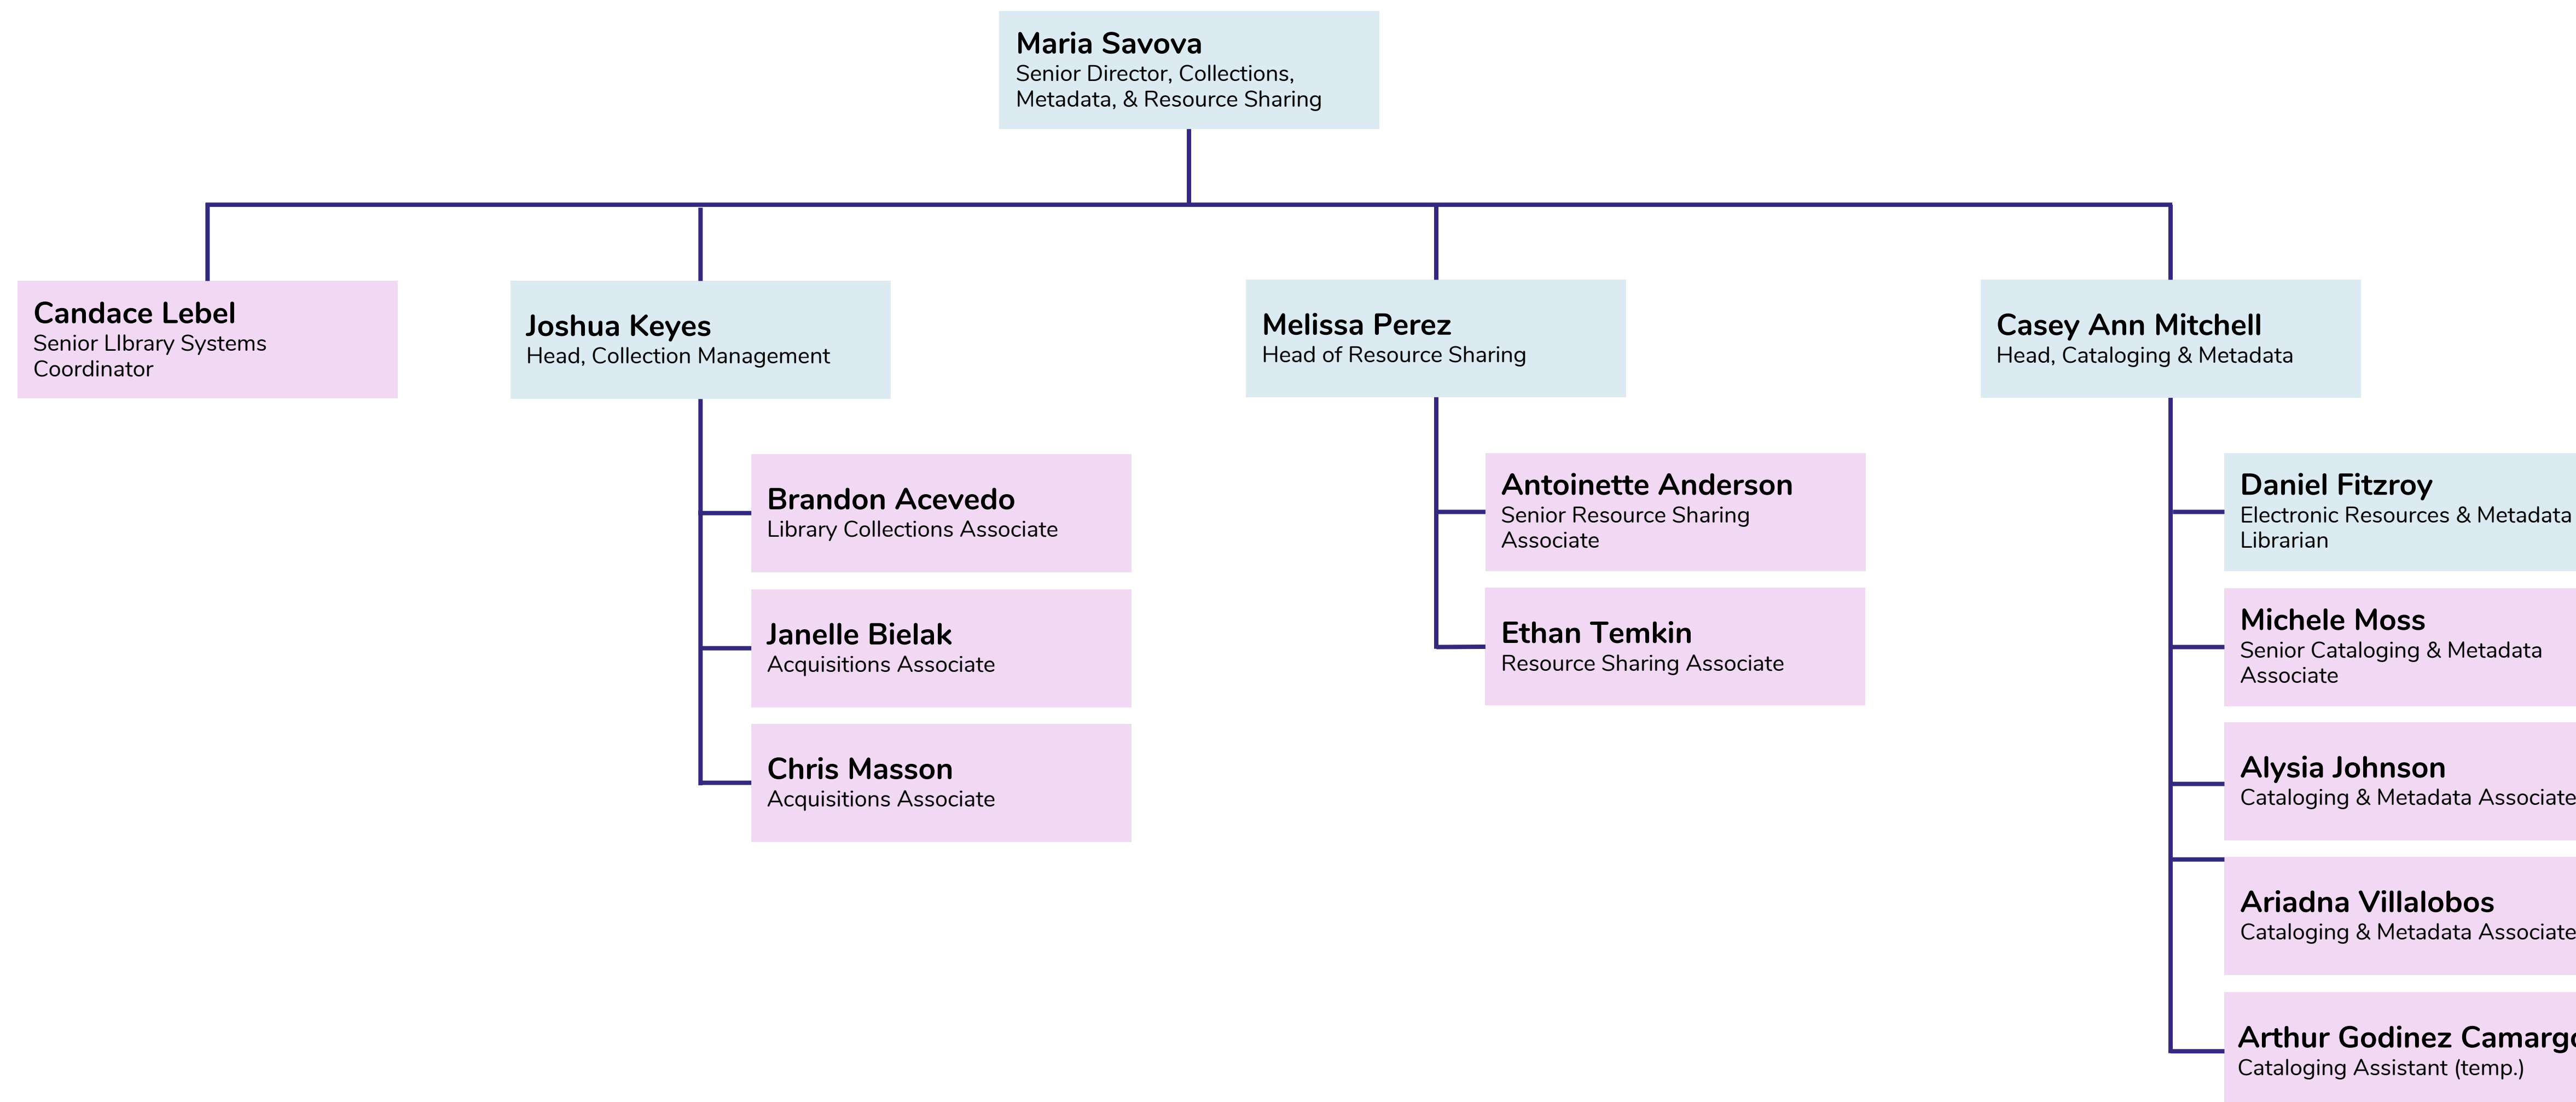 Maria Savova
Senior Director, Collections,
Metadata, & Resource Sharing
Candace Lebel
Senior LIbrary Systems
Coordinator
Joshua Keyes
Head, Collection Management
Brandon Acevedo
Library Collections Associate
Janelle Bielak
Acquisitions Associate
Chris Masson
Acquisitions Associate
Melissa Perez
Head of Resource Sharing
Antoinette Anderson
Senior Resource Sharing
Associate
Ethan Temkin
Resource Sharing Associate
Casey Ann Mitchell
Head, Cataloging & Metadata
Daniel Fitzroy
Electronic Resources & Metadata
Librarian
Michele Moss
Senior Cataloging & Metadata
Associate
Alysia Johnson
Cataloging & Metadata Associate
Ariadna Villalobos
Cataloging & Metadata Associate
Arthur Godinez Camargo
Cataloging Assistant (temp.)